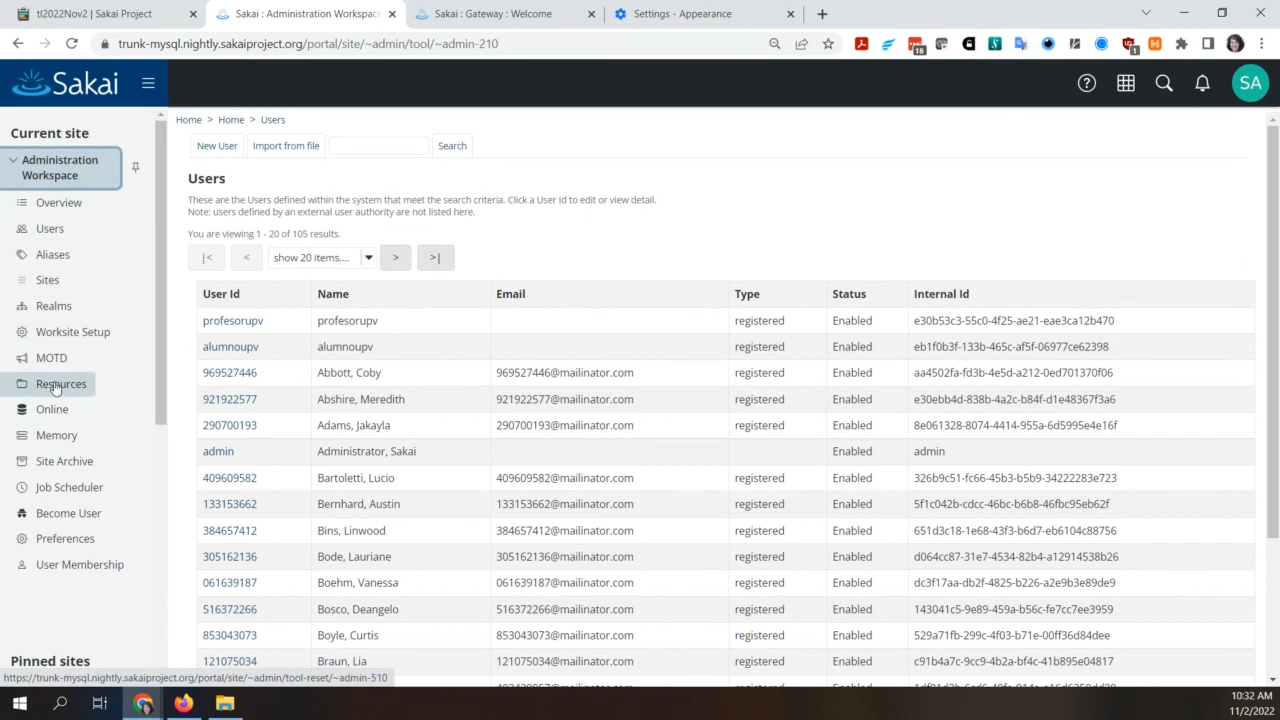 tl2022Nov2 | Sakai Project
Sakai : Administration Workspace
Sakai : Gateway : Welcome
Settings - Appearance
trunk-mysql.nightly.sakaiproject.org/portal/site/~admin/tool/~admin-210
18
1
Sakai
SA
Current site
Administration
Workspace
Overview
Users
Aliases
Sites
Realms
Worksite Setup
MOTD
Resources
Online
Memory
Site Archive
Job Scheduler
Become User
Preferences
User Membership
Pinned sites
Home > Home > Users
New User Import from file Search
Users
These are the Users defined within the system that meet the search criteria. Click a User Id to edit or view detail.
Note: users defined by an external user authority are not listed here.
You are viewing 1 - 20 of 105 results.
|< < show 20 items.... > >|
User Id Name Email Type Status Internal Id
profesorupv profesorupv registered Enabled e30b53c3-55c0-4f25-ae21-eae3ca12b470
alumnoupv alumnoupv registered Enabled eb1f0b3f-133b-465c-af5f-06977ce62398
969527446 Abbott, Coby 969527446@mailinator.com registered Enabled aa4502fa-fd3b-4e5d-a212-0ed701370f06
921922577 Abshire, Meredith 921922577@mailinator.com registered Enabled e30ebb4d-838b-4a2c-b84f-d1e48367f3a6
290700193 Adams, Jakayla 290700193@mailinator.com registered Enabled 8e061328-8074-4414-955a-6d5995e4e16f
admin Administrator, Sakai Enabled admin
409609582 Bartoletti, Lucio 409609582@mailinator.com registered Enabled 326b9c51-fc66-45b3-b5b9-34222283e723
133153662 Bernhard, Austin 133153662@mailinator.com registered Enabled 5f1c042b-cdcc-46bc-b6b8-46fbc95eb62f
384657412 Bins, Linwood 384657412@mailinator.com registered Enabled 651d3c18-1e68-43f3-b6d7-eb6104c88756
305162136 Bode, Lauriane 305162136@mailinator.com registered Enabled d064cc87-31e7-4534-82b4-a12914538b26
061639187 Boehm, Vanessa 061639187@mailinator.com registered Enabled dc3f17aa-db2f-4825-b226-a2e9b3e89de9
516372266 Bosco, Deangelo 516372266@mailinator.com registered Enabled 143041c5-9e89-459a-b56c-fe7cc7ee3959
853043073 Boyle, Curtis 853043073@mailinator.com registered Enabled 529a71fb-299c-4f03-b71e-00ff36d84dee
121075034 Braun, Lia 121075034@mailinator.com registered Enabled c91b4a7c-9cc9-4b2a-bf4c-41b895e04817
https://trunk-mysql.nightly.sakaiproject.org/portal/site/~admin/tool-reset/~admin-510
10:32 AM
11/2/2022